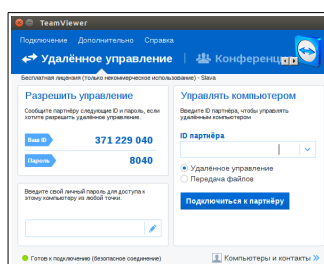 TeamViewer
Подключение Дополнительно Справка
Удалённое управление
Конференц
Бесплатная лицензия (только некоммерческое использование) - Slava
Разрешить управление
Сообщите партнёру следующие ID и пароль, если
хотите разрешить удалённое управление.
Ваш ID 371 229 040
Пароль 8040
Введите свой личный пароль для доступа к
этому компьютеру из любой точки.
Управлять компьютером
Введите ID партнёра, чтобы управлять
удалённым компьютером
ID партнёра
Удалённое управление
Передача файлов
Подключиться к партнёру
Готов к подключению (безопасное соединение)
Компьютеры и контакты